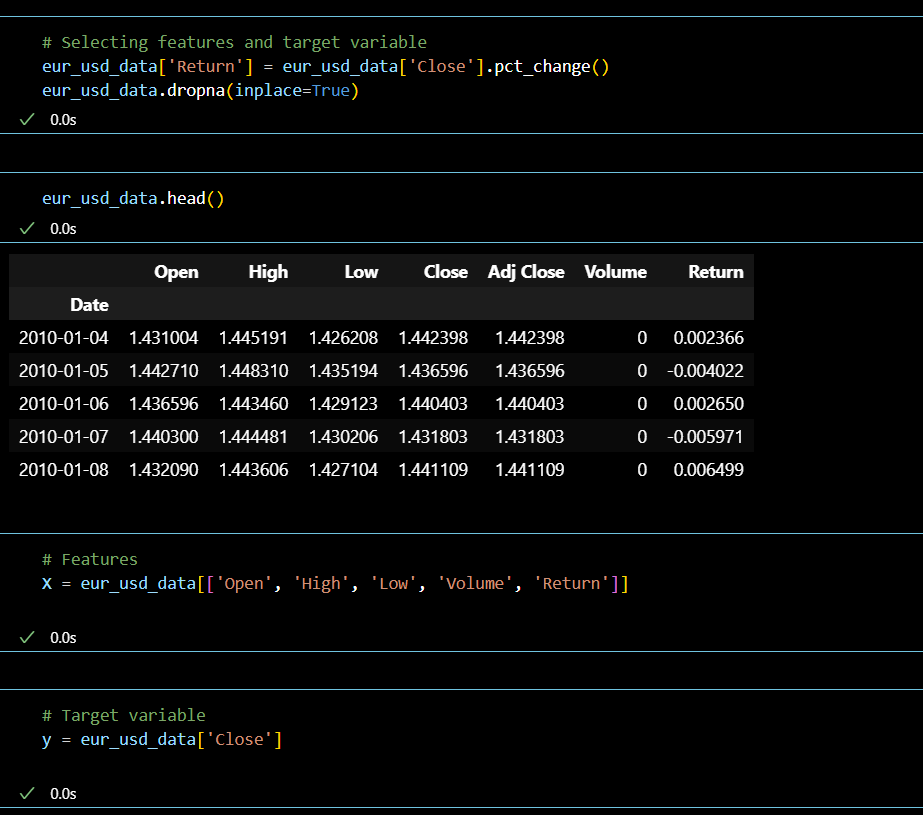 # Selecting features and target variable
eur_usd_data['Return'] = eur_usd_data['Close'].pct_change()
eur_usd_data.dropna(inplace=True)
0.0s
eur_usd_data.head()
0.0s
Open High Low Close Adj Close Volume Return
Date
2010-01-04 1.431004 1.445191 1.426208 1.442398 1.442398 0 0.002366
2010-01-05 1.442710 1.448310 1.435194 1.436596 1.436596 0 -0.004022
2010-01-06 1.436596 1.443460 1.429123 1.440403 1.440403 0 0.002650
2010-01-07 1.440300 1.444481 1.430206 1.431803 1.431803 0 -0.005971
2010-01-08 1.432090 1.443606 1.427104 1.441109 1.441109 0 0.006499
# Features
X = eur_usd_data[['Open', 'High', 'Low', 'Volume', 'Return']]
0.0s
# Target variable
y = eur_usd_data['Close']
0.0s